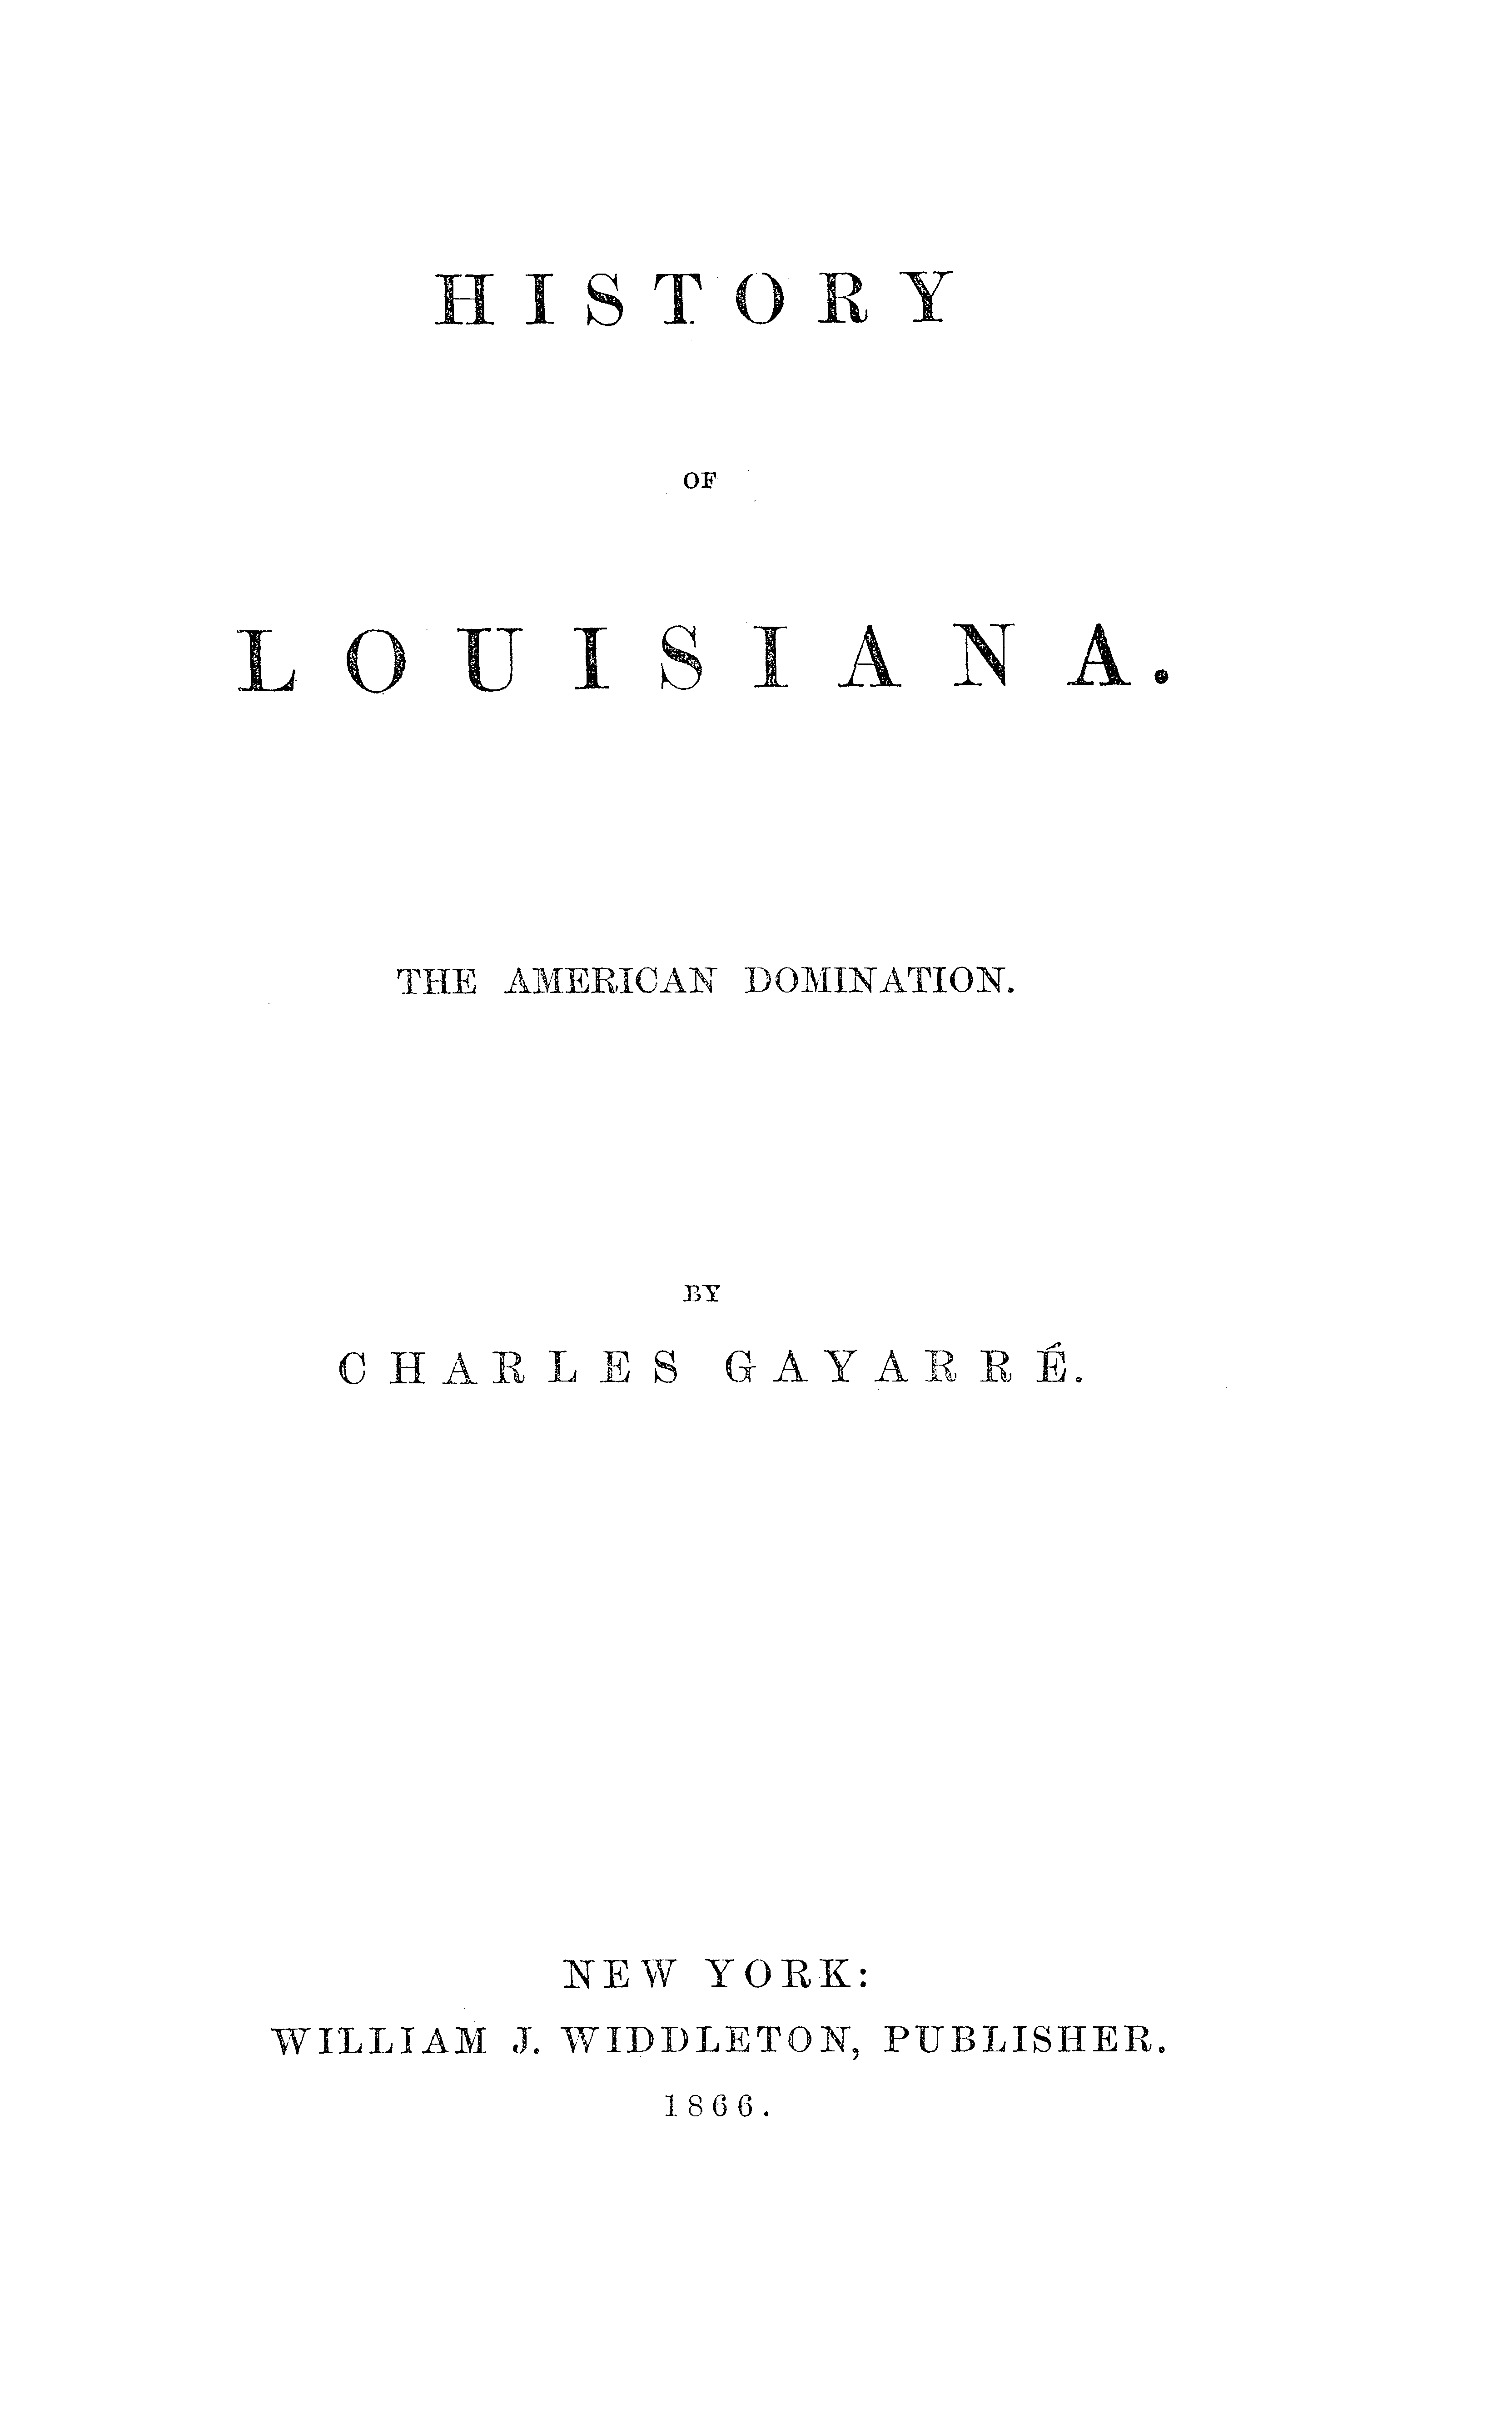 HISTORY
OF
LOUISIANA.
THE AMERICAN DOMINATION.
BY
CHARLES GAYARRÉ.
NEW YORK:
WILLIAM J. WIDDLETON, PUBLISHER.
1866.